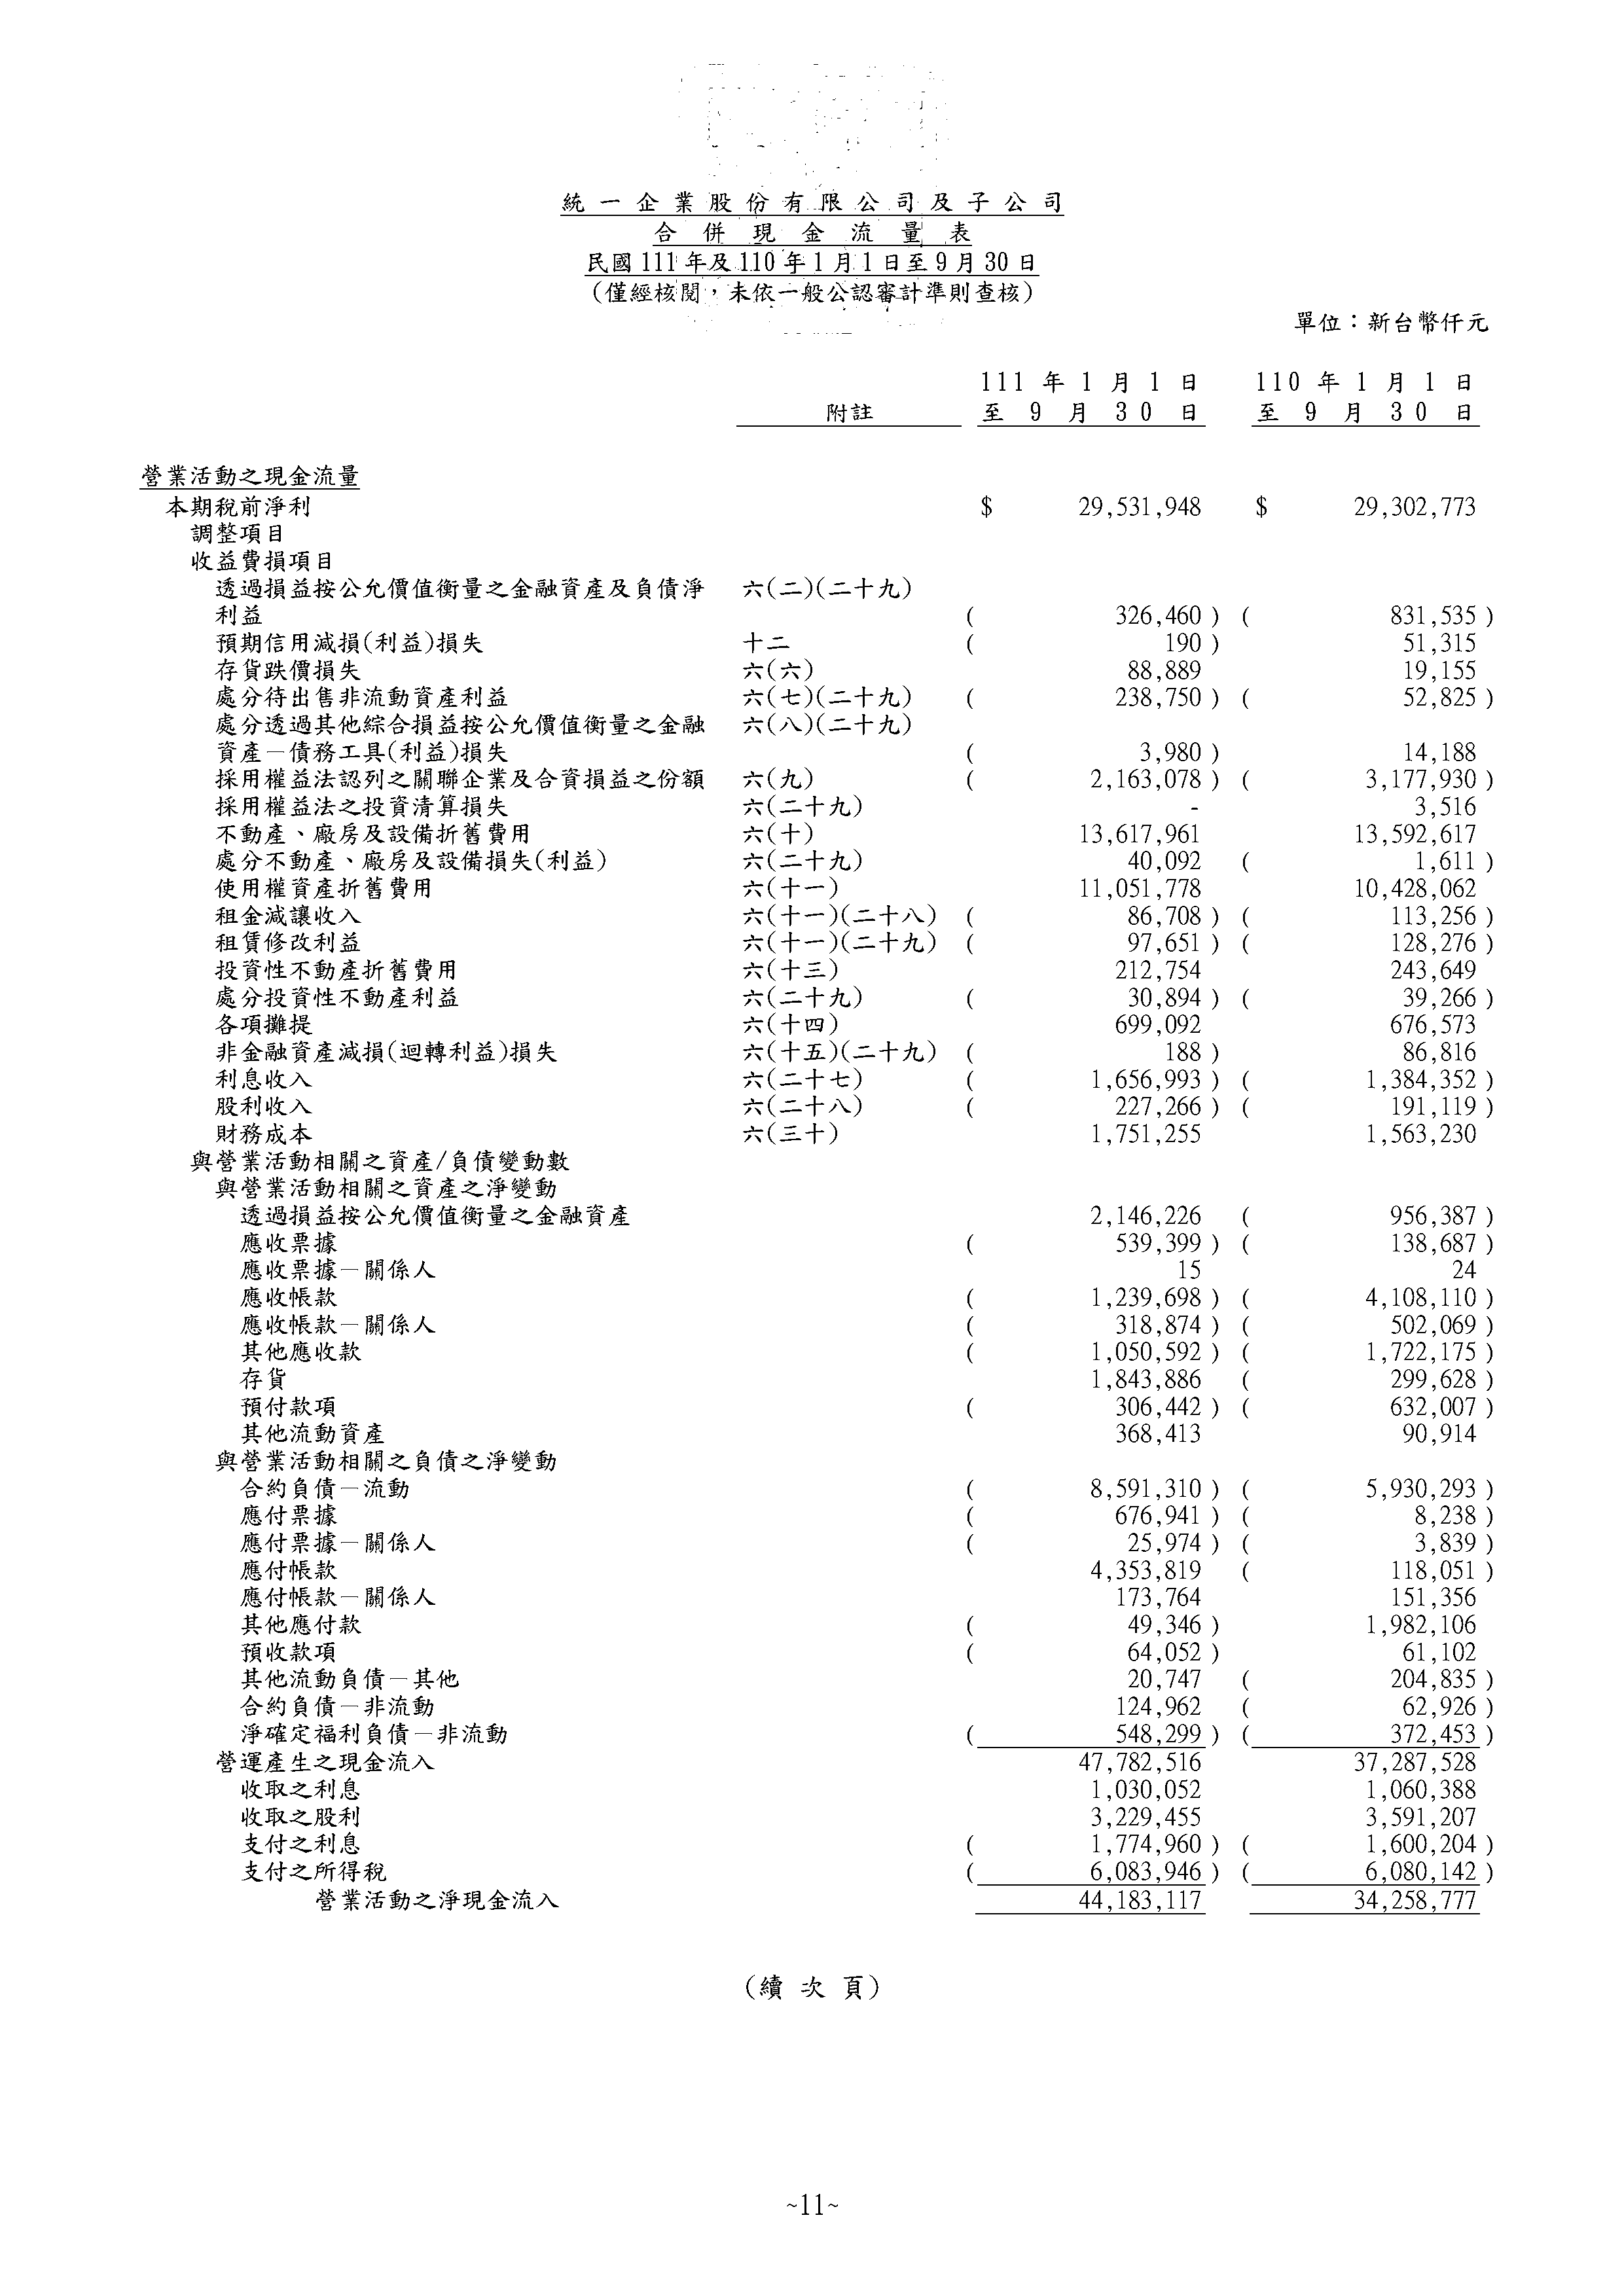 統一企業股份有限公司及子公司
合併現金流量表
民國111年及110年1月1日至9月30日
(僅經核閱,未依一般公認審計準則查核)
單位:新台幣仟元
111年1月1日 110年1月1日
附註 至9月30日 至9月30日
營業活動之現金流量
本期稅前淨利 $ 29,531,948 $ 29,302,773
調整項目
收益費損項目
透過損益按公允價值衡量之金融資產及負債淨 六(二)(二十九)
利益 ( 326,460 ) ( 831,535 )
預期信用減損(利益)損失 十二 ( 190 ) 51,315
存貨跌價損失 六(六) 88,889 19,155
處分待出售非流動資產利益 六(七)(二十九) ( 238,750 ) ( 52,825 )
處分透過其他綜合損益按公允價值衡量之金融 六(八)(二十九)
資產-債務工具(利益)損失 ( 3,980 ) 14,188
採用權益法認列之關聯企業及合資損益之份額 六(九) ( 2,163,078 ) ( 3,177,930 )
採用權益法之投資清算損失 六(二十九) - 3,516
不動產、廠房及設備折舊費用 六(十) 13,617,961 13,592,617
處分不動產、廠房及設備損失(利益) 六(二十九) 40,092 ( 1,611 )
使用權資產折舊費用 六(十一) 11,051,778 10,428,062
租金減讓收入 六(十一)(二十八) ( 86,708 ) ( 113,256 )
租賃修改利益 六(十一)(二十九) ( 97,651 ) ( 128,276 )
投資性不動產折舊費用 六(十三) 212,754 243,649
處分投資性不動產利益 六(二十九) ( 30,894 ) ( 39,266 )
各項攤提 六(十四) 699,092 676,573
非金融資產減損(迴轉利益)損失 六(十五)(二十九) ( 188 ) 86,816
利息收入 六(二十七) ( 1,656,993 ) ( 1,384,352 )
股利收入 六(二十八) ( 227,266 ) ( 191,119 )
財務成本 六(三十) 1,751,255 1,563,230
與營業活動相關之資產/負債變動數
與營業活動相關之資產之淨變動
透過損益按公允價值衡量之金融資產 2,146,226 ( 956,387 )
應收票據 ( 539,399 ) ( 138,687 )
應收票據-關係人 15 24
應收帳款 ( 1,239,698 ) ( 4,108,110 )
應收帳款-關係人 ( 318,874 ) ( 502,069 )
其他應收款 ( 1,050,592 ) ( 1,722,175 )
存貨 1,843,886 ( 299,628 )
預付款項 ( 306,442 ) ( 632,007 )
其他流動資產 368,413 90,914
與營業活動相關之負債之淨變動
合約負債-流動 ( 8,591,310 ) ( 5,930,293 )
應付票據 ( 676,941 ) ( 8,238 )
應付票據-關係人 ( 25,974 ) ( 3,839 )
應付帳款 4,353,819 ( 118,051 )
應付帳款-關係人 173,764 151,356
其他應付款 ( 49,346 ) 1,982,106
預收款項 ( 64,052 ) 61,102
其他流動負債-其他 20,747 ( 204,835 )
合約負債-非流動 124,962 ( 62,926 )
淨確定福利負債-非流動 ( 548,299 ) ( 372,453 )
營運產生之現金流入 47,782,516 37,287,528
收取之利息 1,030,052 1,060,388
收取之股利 3,229,455 3,591,207
支付之利息 ( 1,774,960 ) ( 1,600,204 )
支付之所得稅 ( 6,083,946 ) ( 6,080,142 )
營業活動之淨現金流入 44,183,117 34,258,777
(續次頁)
~11~